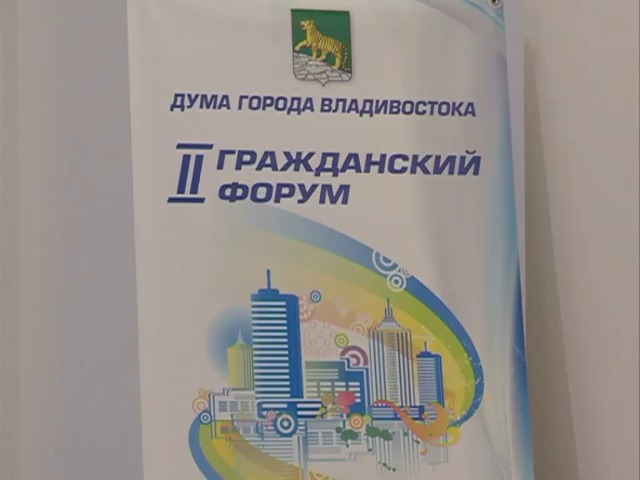 ДУМА ГОРОДА ВЛАДИВОСТОКА
II ГРАЖДАНСКИЙ
ФОРУМ